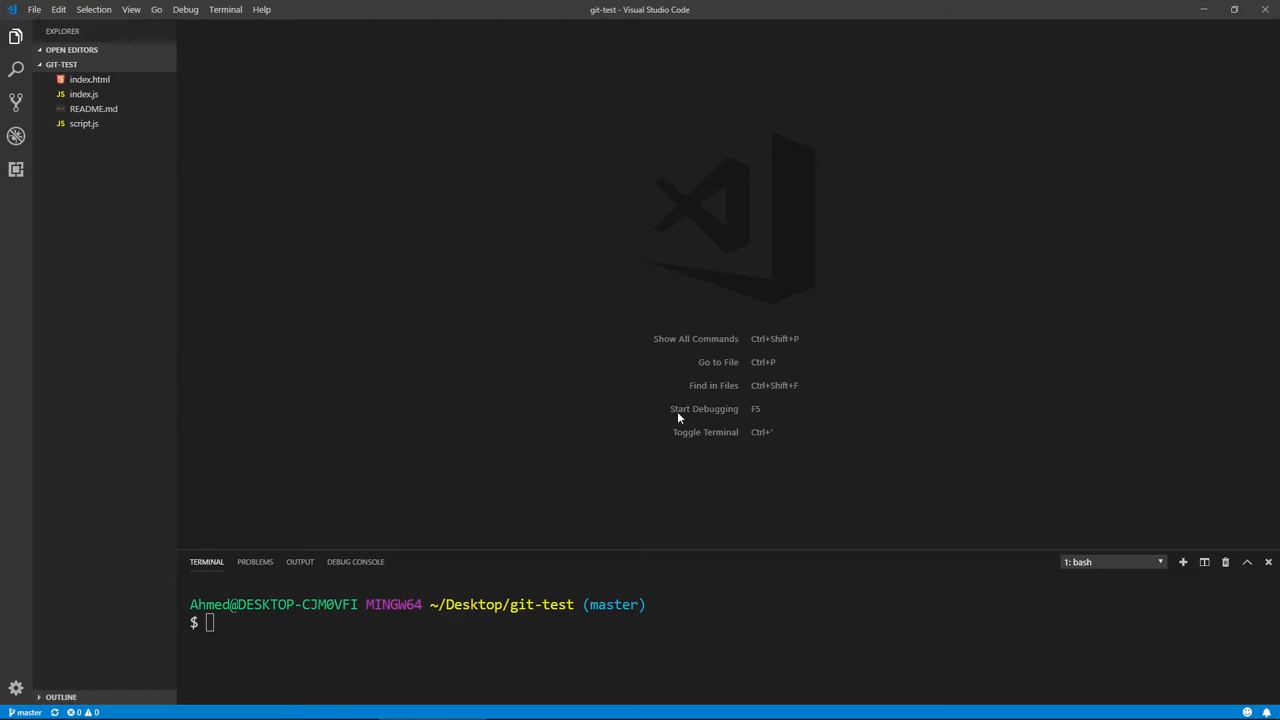 File Edit Selection View Go Debug Terminal Help
git-test - Visual Studio Code
EXPLORER
OPEN EDITORS
GIT-TEST
index.html
JS index.js
README.md
JS script.js
Show All Commands Ctrl+Shift+P
Go to File Ctrl+P
Find in Files Ctrl+Shift+F
Start Debugging F5
Toggle Terminal Ctrl+'
TERMINAL PROBLEMS OUTPUT DEBUG CONSOLE
1: bash
Ahmed@DESKTOP-CJM0VFI MINGW64 ~/Desktop/git-test (master)
$
OUTLINE
master 0 0